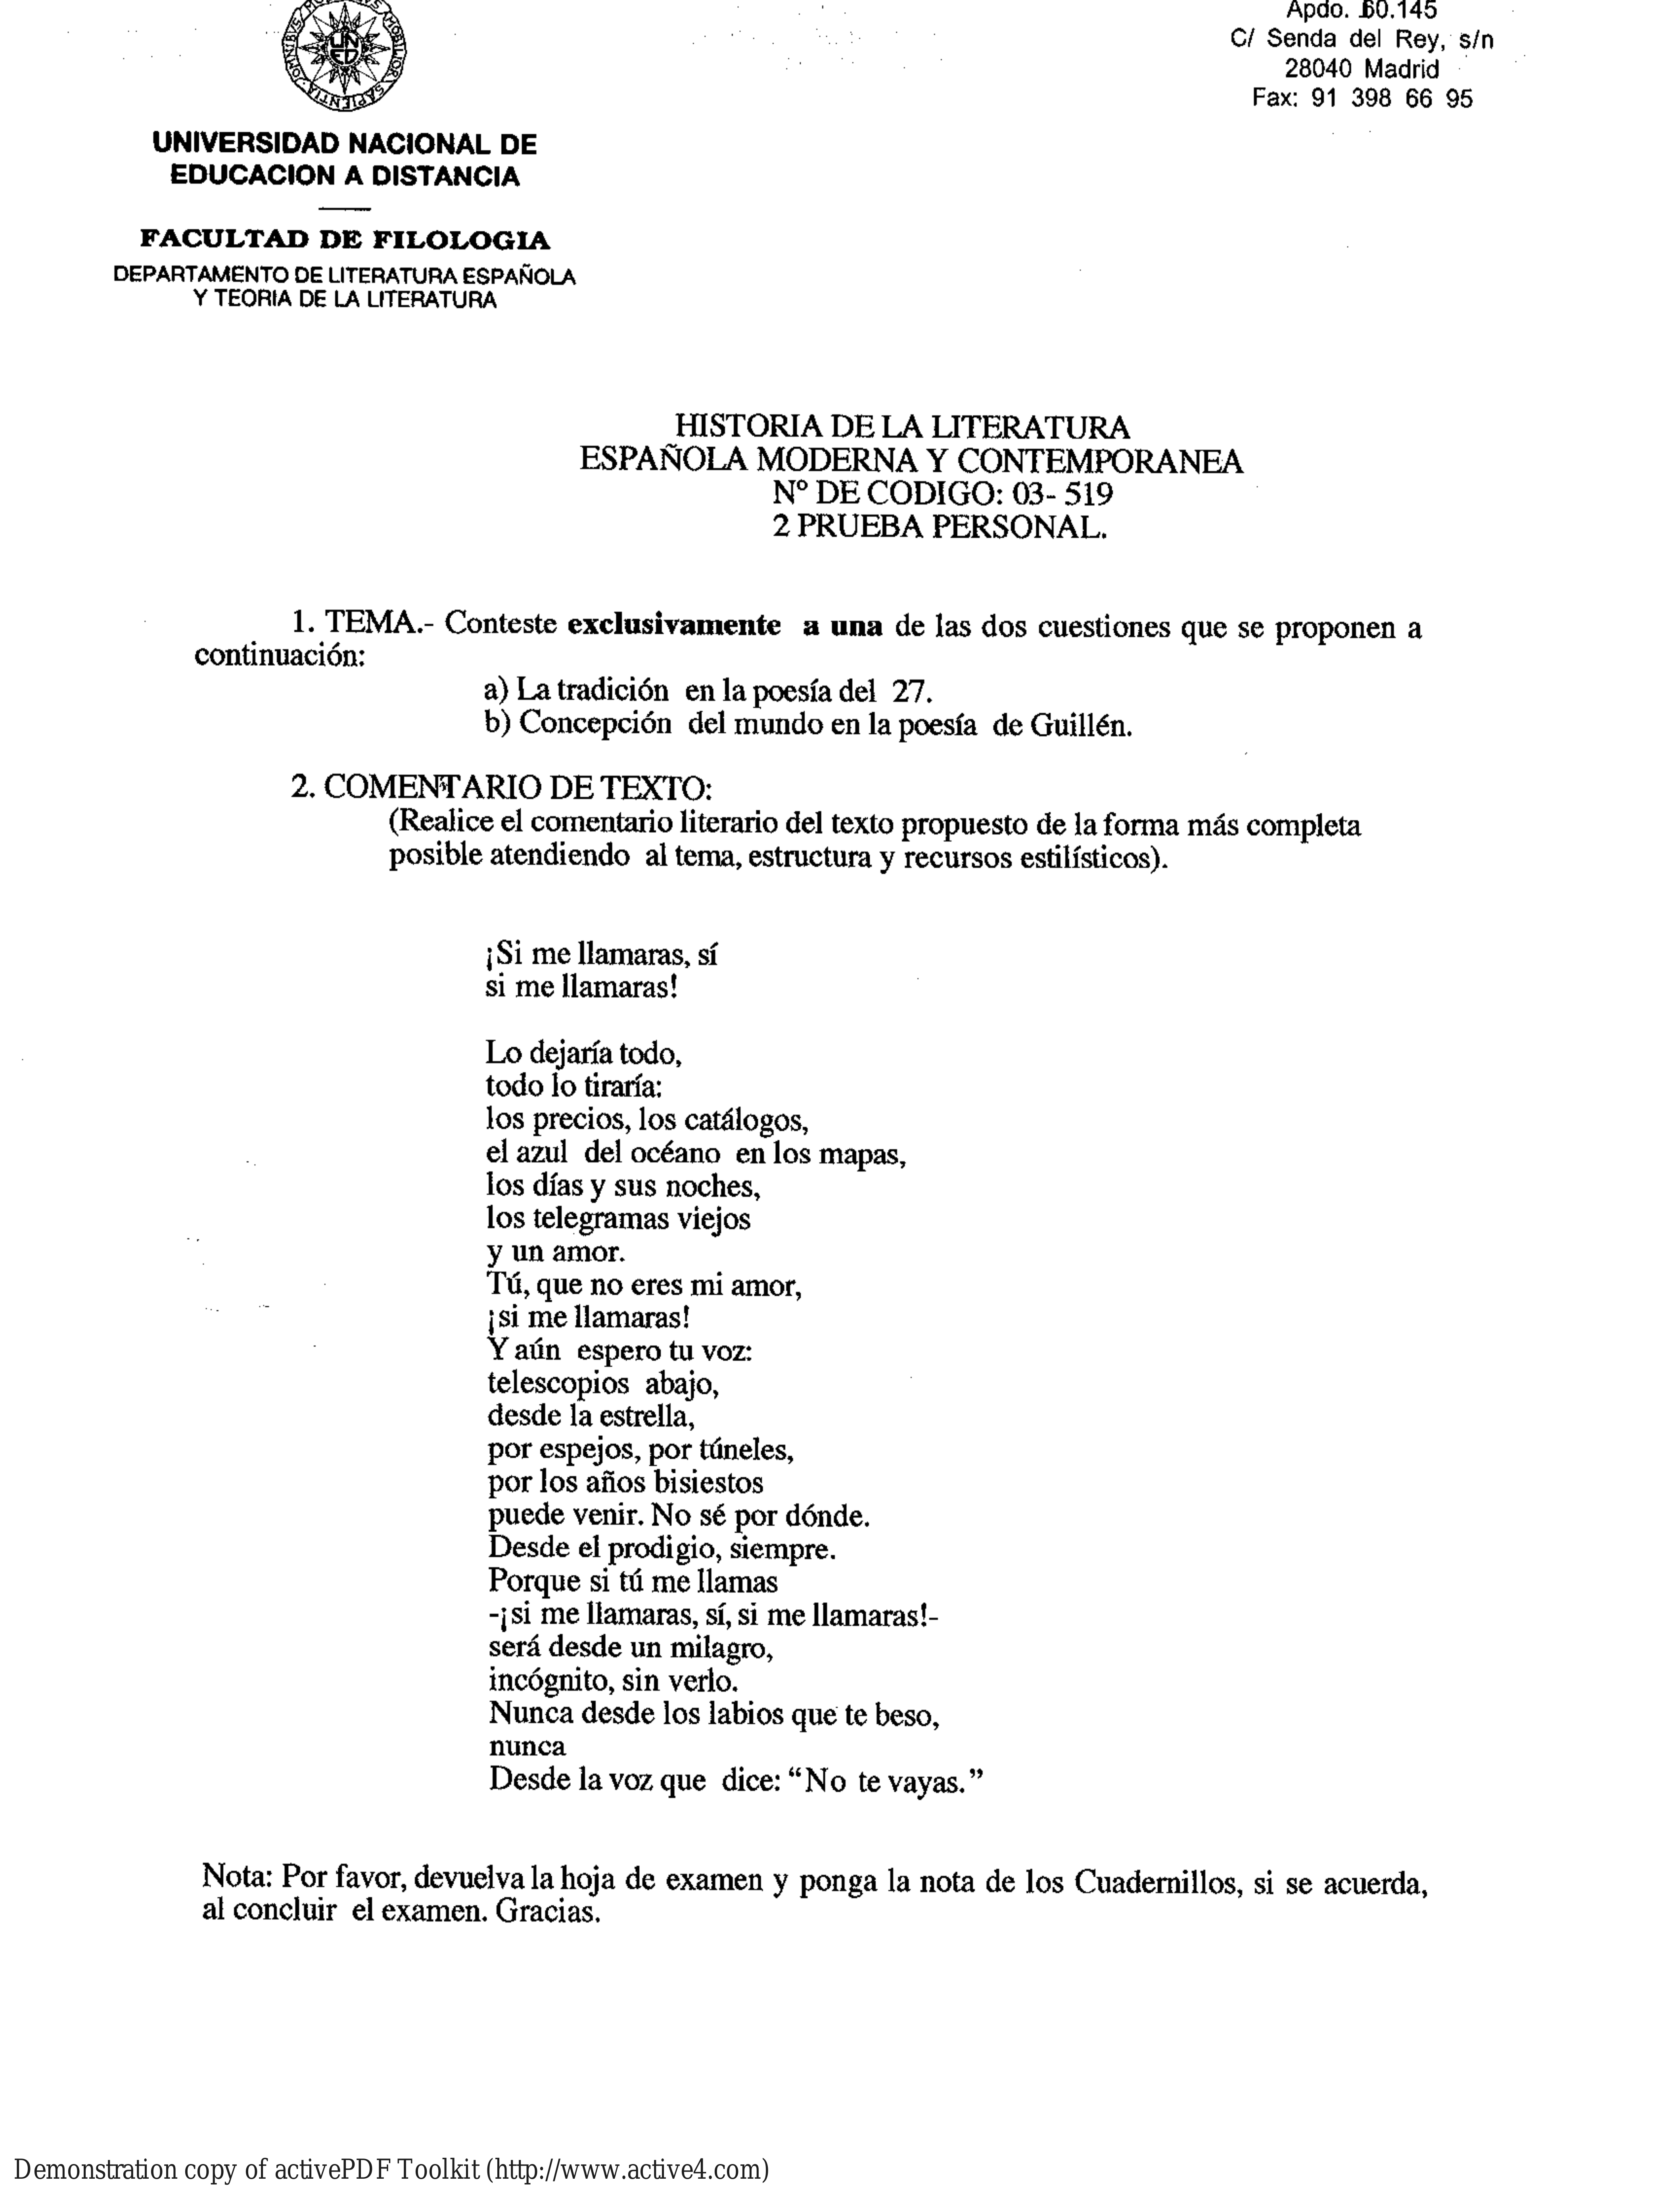 OMNIBVS MOBILIBVS MOBILIOR SAPIENTIA
UNED
Apdo. 60.145
C/ Senda del Rey, s/n
28040 Madrid
Fax: 91 398 66 95
UNIVERSIDAD NACIONAL DE
EDUCACION A DISTANCIA
FACULTAD DE FILOLOGIA
DEPARTAMENTO DE LITERATURA ESPAÑOLA
Y TEORIA DE LA LITERATURA
HISTORIA DE LA LITERATURA
ESPAÑOLA MODERNA Y CONTEMPORANEA
Nº DE CODIGO: 03- 519
2 PRUEBA PERSONAL.
1. TEMA.- Conteste exclusivamente a una de las dos cuestiones que se proponen a
continuación:
a) La tradición en la poesía del 27.
b) Concepción del mundo en la poesía de Guillén.
2. COMENTARIO DE TEXTO:
(Realice el comentario literario del texto propuesto de la forma más completa
posible atendiendo al tema, estructura y recursos estilísticos).
¡Si me llamaras, sí
si me llamaras!
Lo dejaría todo,
todo lo tiraría:
los precios, los catálogos,
el azul del océano en los mapas,
los días y sus noches,
los telegramas viejos
y un amor.
Tú, que no eres mi amor,
¡si me llamaras!
Y aún espero tu voz:
telescopios abajo,
desde la estrella,
por espejos, por túneles,
por los años bisiestos
puede venir. No sé por dónde.
Desde el prodigio, siempre.
Porque si tú me llamas
-¡si me llamaras, sí, si me llamaras!-
será desde un milagro,
incógnito, sin verlo.
Nunca desde los labios que te beso,
nunca
Desde la voz que dice: “No te vayas.”
Nota: Por favor, devuelva la hoja de examen y ponga la nota de los Cuadernillos, si se acuerda,
al concluir el examen. Gracias.
Demonstration copy of activePDF Toolkit (http://www.active4.com)